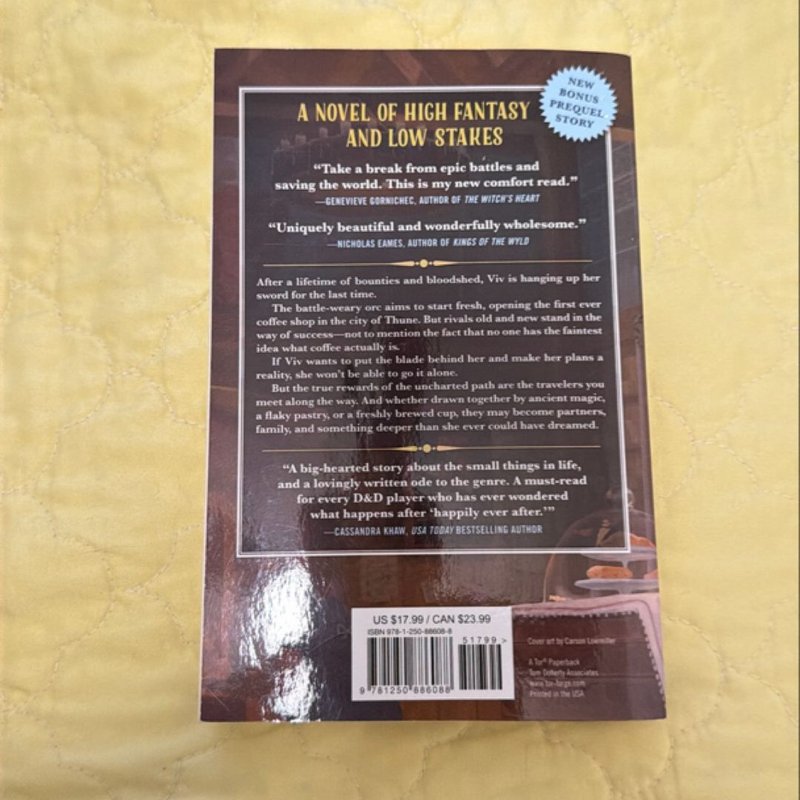 NEW
BONUS
PREQUEL
STORY
A NOVEL OF HIGH FANTASY
AND LOW STAKES
“Take a break from epic battles and
saving the world. This is my new comfort read.”
—GENEVIEVE GORNICHEC, AUTHOR OF THE WITCH'S HEART
“Uniquely beautiful and wonderfully wholesome.”
—NICHOLAS EAMES, AUTHOR OF KINGS OF THE WYLD
After a lifetime of bounties and bloodshed, Viv is hanging up her
sword for the last time.
The battle-weary orc aims to start fresh, opening the first ever
coffee shop in the city of Thune. But rivals old and new stand in the
way of success—not to mention the fact that no one has the faintest
idea what coffee actually is.
If Viv wants to put the blade behind her and make her plans a
reality, she won't be able to go it alone.
But the true rewards of the uncharted path are the travelers you
meet along the way. And whether drawn together by ancient magic,
a flaky pastry, or a freshly brewed cup, they may become partners,
family, and something deeper than she ever could have dreamed.
“A big-hearted story about the small things in life,
and a lovingly written ode to the genre. A must-read
for every D&D player who has ever wondered
what happens after ‘happily ever after.’”
—CASSANDRA KHAW, USA TODAY BESTSELLING AUTHOR
US $17.99 / CAN $23.99
ISBN 978-1-250-88608-8
51799>
9 781250 886088
Cover art by Carson Lowmiller
A Tor® Paperback
Tom Doherty Associates
www.tor-forge.com
Printed in the USA